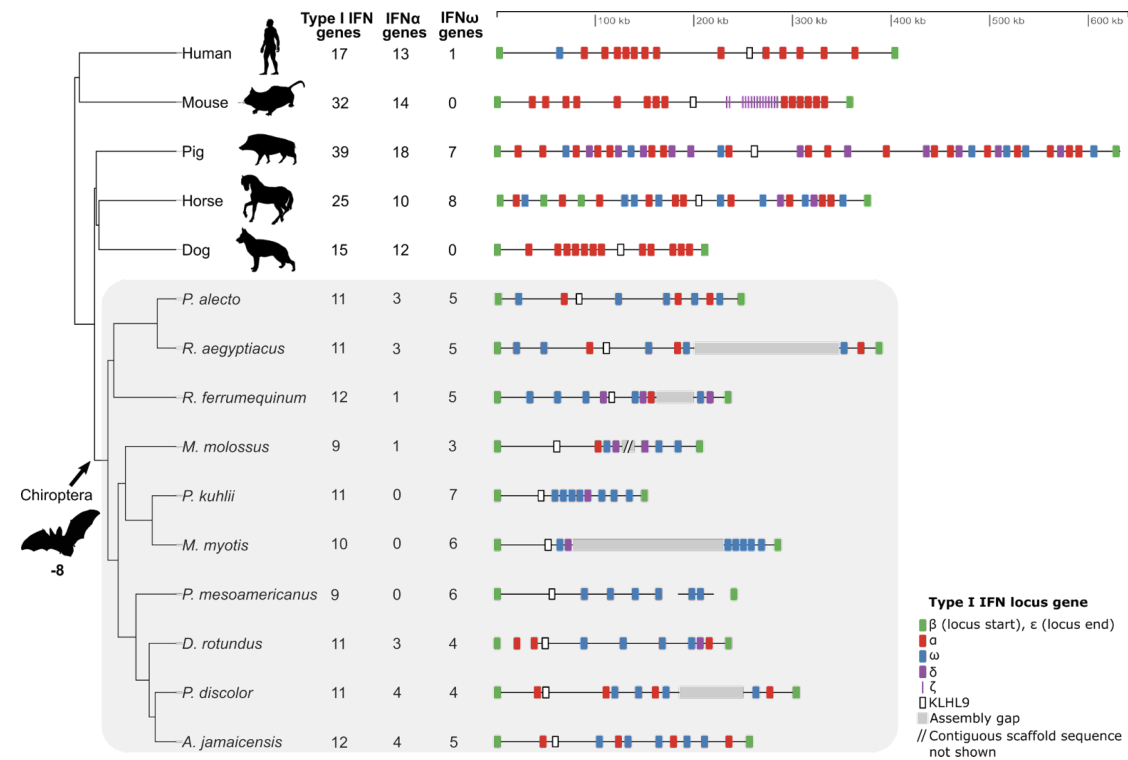 Type I IFN genes IFNα genes IFNω genes
|100 kb |200 kb |300 kb |400 kb |500 kb |600 kb
Human 17 13 1
Mouse 32 14 0
Pig 39 18 7
Horse 25 10 8
Dog 15 12 0
P. alecto 11 3 5
R. aegyptiacus 11 3 5
R. ferrumequinum 12 1 5
M. molossus 9 1 3 //
Chiroptera
-8
P. kuhlii 11 0 7
M. myotis 10 0 6
P. mesoamericanus 9 0 6
D. rotundus 11 3 4
P. discolor 11 4 4
A. jamaicensis 12 4 5
Type I IFN locus gene
β (locus start), ε (locus end)
α
ω
δ
ζ
KLHL9
Assembly gap
// Contiguous scaffold sequence
not shown